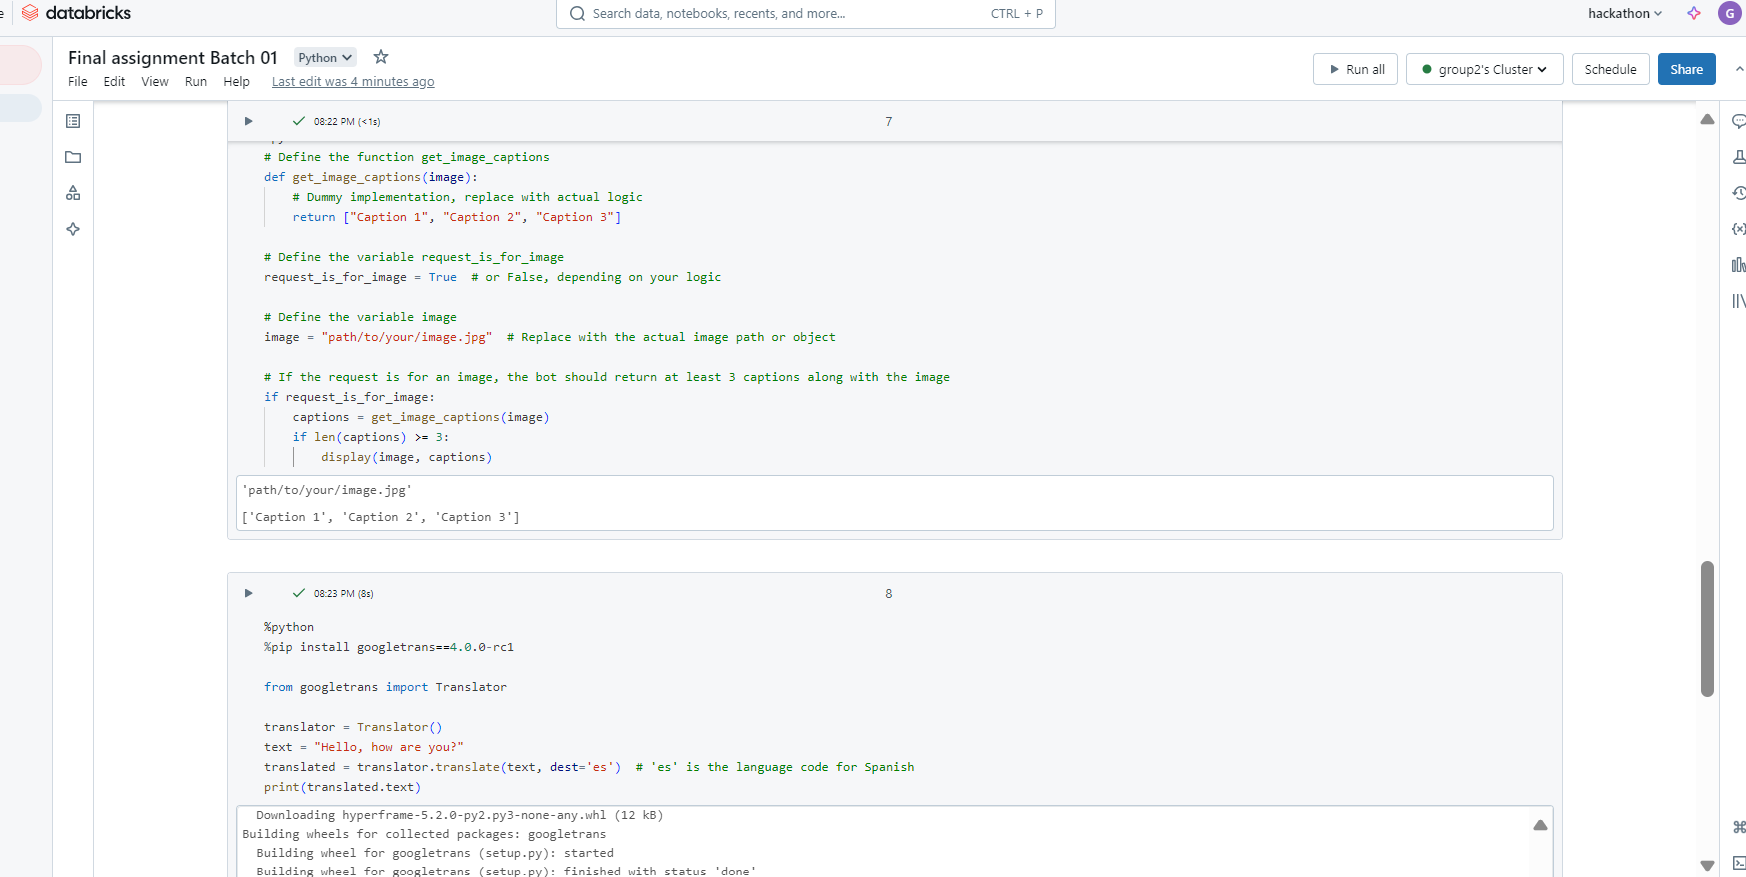 databricks
Search data, notebooks, recents, and more... CTRL + P
hackathon
G
Final assignment Batch 01 Python
File Edit View Run Help Last edit was 4 minutes ago
Run all group2's Cluster Schedule Share
08:22 PM (<1s) 7
# Define the function get_image_captions
def get_image_captions(image):
# Dummy implementation, replace with actual logic
return ["Caption 1", "Caption 2", "Caption 3"]
# Define the variable request_is_for_image
request_is_for_image = True # or False, depending on your logic
# Define the variable image
image = "path/to/your/image.jpg" # Replace with the actual image path or object
# If the request is for an image, the bot should return at least 3 captions along with the image
if request_is_for_image:
captions = get_image_captions(image)
if len(captions) >= 3:
display(image, captions)
'path/to/your/image.jpg'
['Caption 1', 'Caption 2', 'Caption 3']
08:23 PM (8s) 8
%python
%pip install googletrans==4.0.0-rc1
from googletrans import Translator
translator = Translator()
text = "Hello, how are you?"
translated = translator.translate(text, dest='es') # 'es' is the language code for Spanish
print(translated.text)
Downloading hyperframe-5.2.0-py2.py3-none-any.whl (12 kB)
Building wheels for collected packages: googletrans
Building wheel for googletrans (setup.py): started
Building wheel for googletrans (setup.py): finished with status 'done'